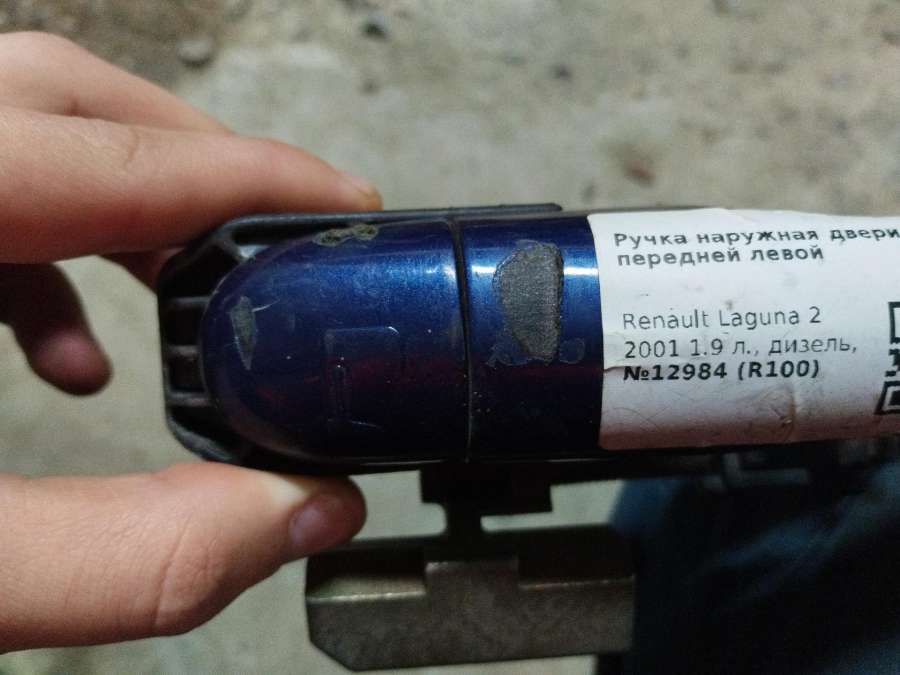 Ручка наружная двери
передней левой
Renault Laguna 2
2001 1.9 л., дизель,
№12984 (R100)